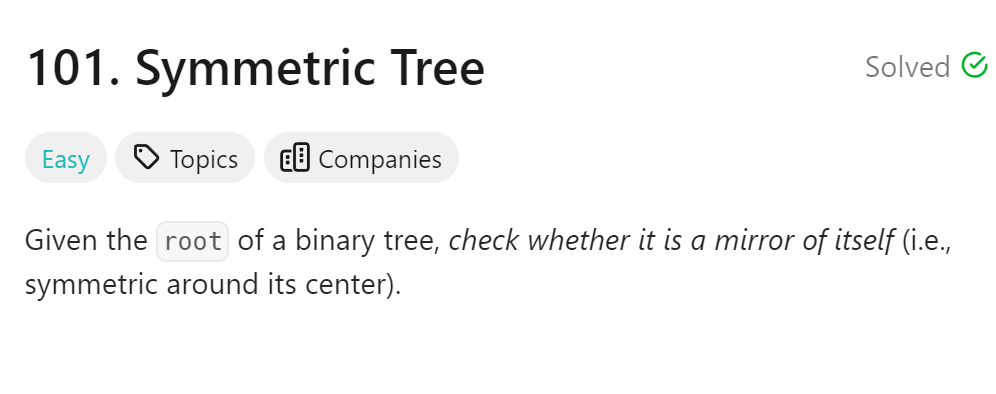 101. Symmetric Tree
Solved
Easy
Topics
Companies
Given the root of a binary tree, check whether it is a mirror of itself (i.e.,
symmetric around its center).